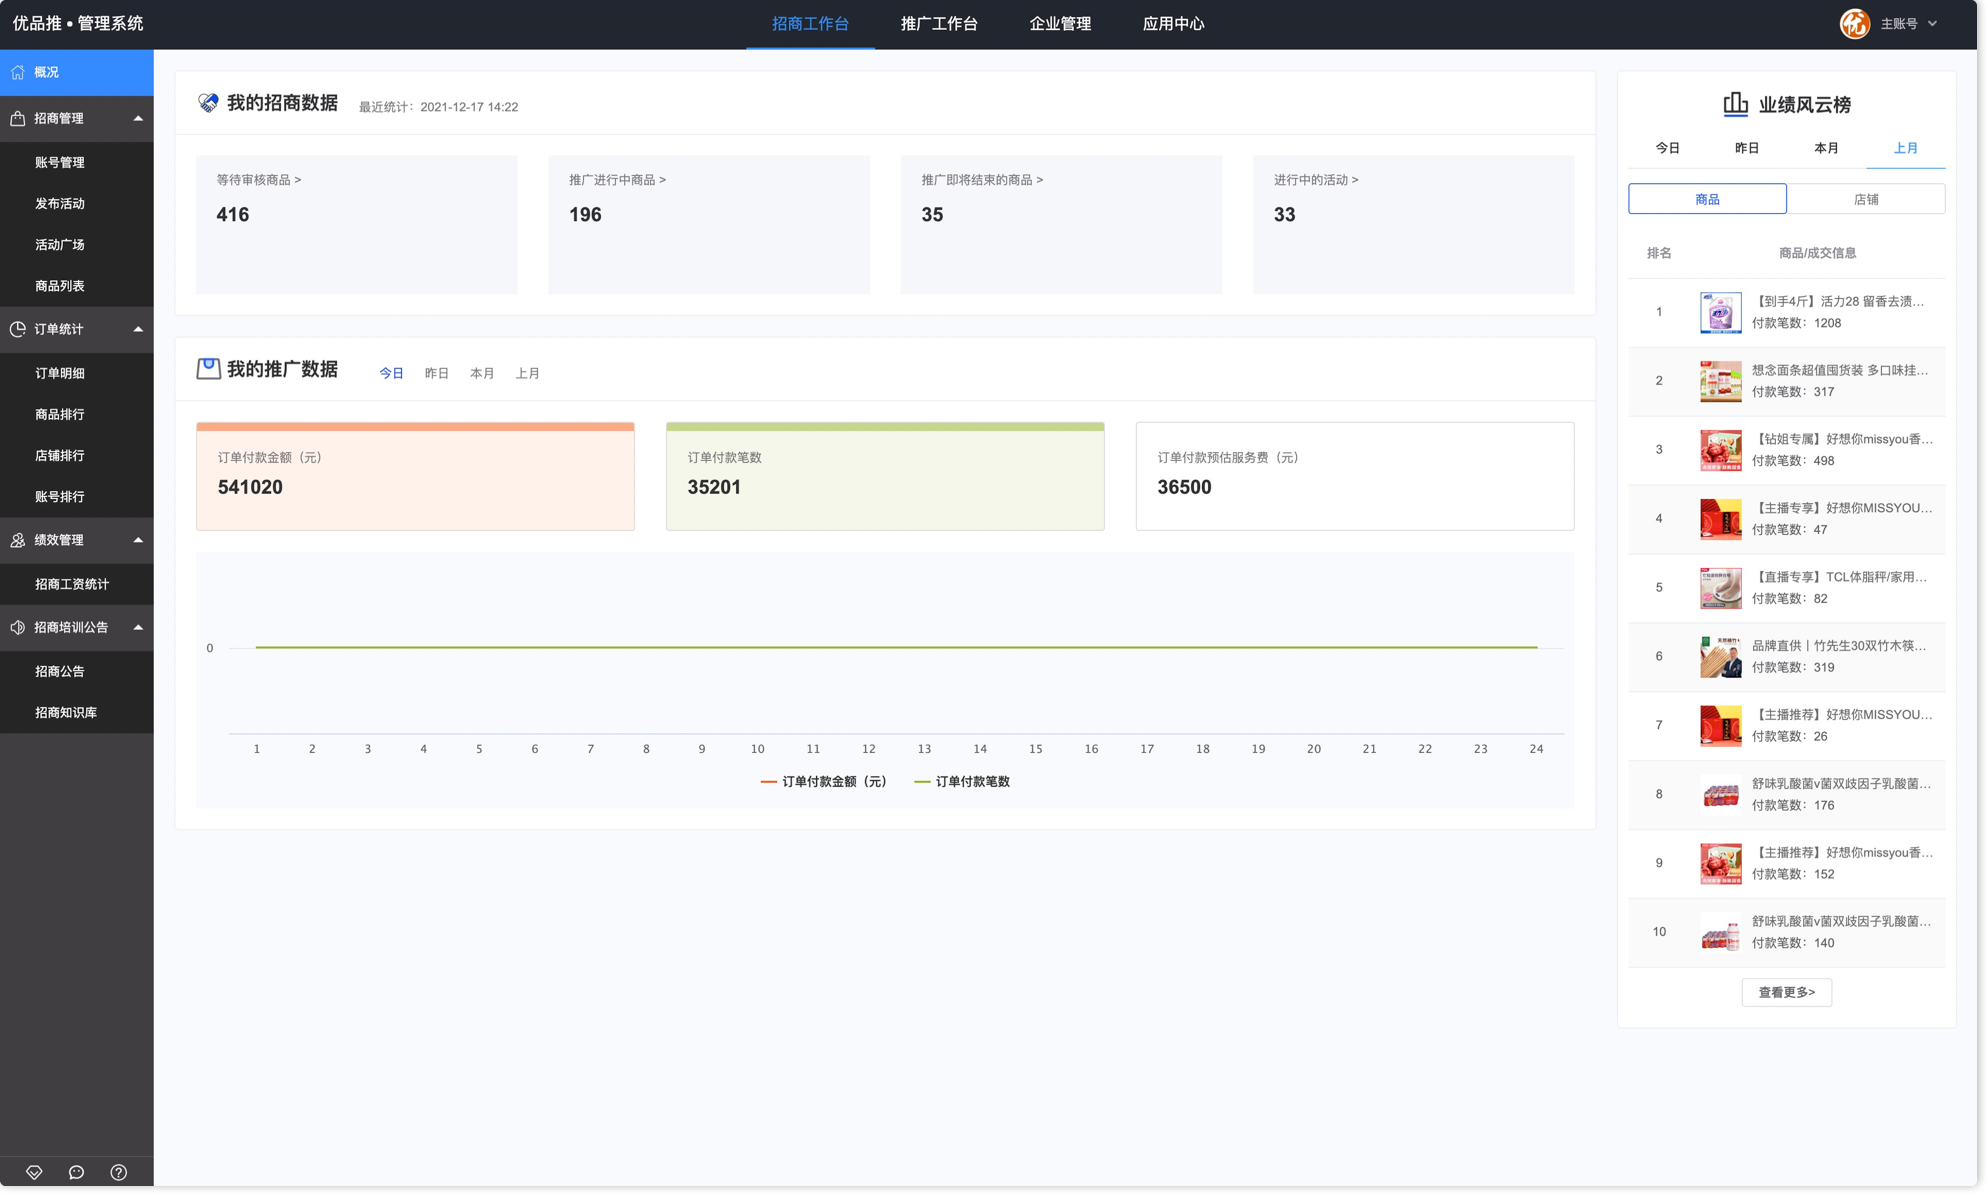 优品推 • 管理系统
招商工作台
推广工作台
企业管理
应用中心
主账号
概况
招商管理
账号管理
发布活动
活动广场
商品列表
订单统计
订单明细
商品排行
店铺排行
账号排行
绩效管理
招商工资统计
招商培训公告
招商公告
招商知识库
我的招商数据 最近统计：2021-12-17 14:22
等待审核商品 >
416
推广进行中商品 >
196
推广即将结束的商品 >
35
进行中的活动 >
33
我的推广数据 今日 昨日 本月 上月
订单付款金额（元）
541020
订单付款笔数
35201
订单付款预估服务费（元）
36500
0
1 2 3 4 5 6 7 8 9 10 11 12 13 14 15 16 17 18 19 20 21 22 23 24
订单付款金额（元） 订单付款笔数
业绩风云榜
今日 昨日 本月 上月
商品 店铺
排名 商品/成交信息
1 【到手4斤】活力28 留香去渍...
付款笔数：1208
2 想念面条超值囤货装 多口味挂...
付款笔数：317
3 【钻姐专属】好想你missyou香...
付款笔数：498
4 【主播专享】好想你MISSYOU...
付款笔数：47
5 【直播专享】TCL体脂秤/家用...
付款笔数：82
6 品牌直供丨竹先生30双竹木筷...
付款笔数：319
7 【主播推荐】好想你MISSYOU...
付款笔数：26
8 舒味乳酸菌v菌双歧因子乳酸菌...
付款笔数：176
9 【主播推荐】好想你missyou香...
付款笔数：152
10 舒味乳酸菌v菌双歧因子乳酸菌...
付款笔数：140
查看更多>